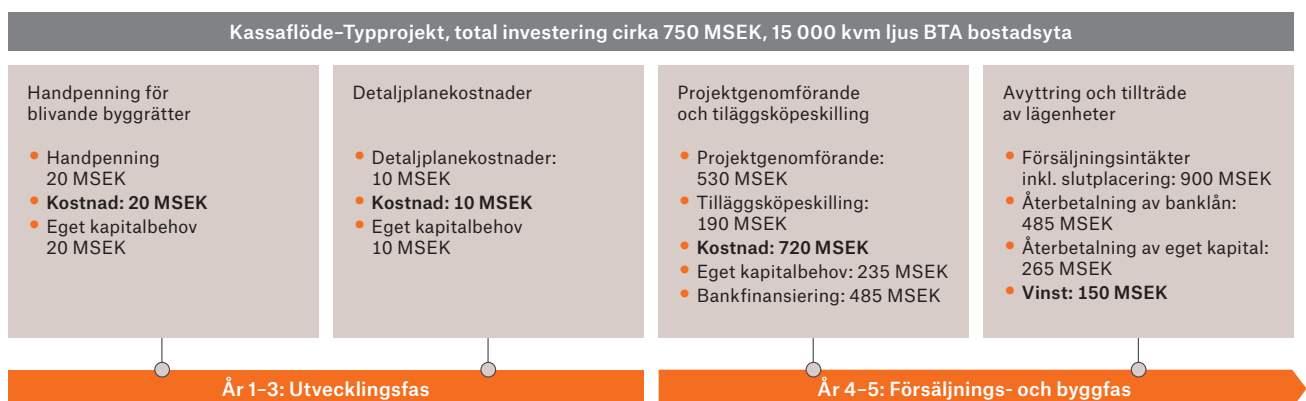 Kassaflöde–Typprojekt, total investering cirka 750 MSEK, 15 000 kvm ljus BTA bostadsyta
Handpenning för
blivande byggrätter
• Handpenning
20 MSEK
• Kostnad: 20 MSEK
• Eget kapitalbehov
20 MSEK
Detaljplanekostnader
• Detaljplanekostnader:
10 MSEK
• Kostnad: 10 MSEK
• Eget kapitalbehov
10 MSEK
Projektgenomförande
och tiläggsköpeskilling
• Projektgenomförande:
530 MSEK
• Tilläggsköpeskilling:
190 MSEK
• Kostnad: 720 MSEK
• Eget kapitalbehov: 235 MSEK
• Bankfinansiering: 485 MSEK
Avyttring och tillträde
av lägenheter
• Försäljningsintäkter
inkl. slutplacering: 900 MSEK
• Återbetalning av banklån:
485 MSEK
• Återbetalning av eget kapital:
265 MSEK
• Vinst: 150 MSEK
År 1–3: Utvecklingsfas
År 4–5: Försäljnings- och byggfas